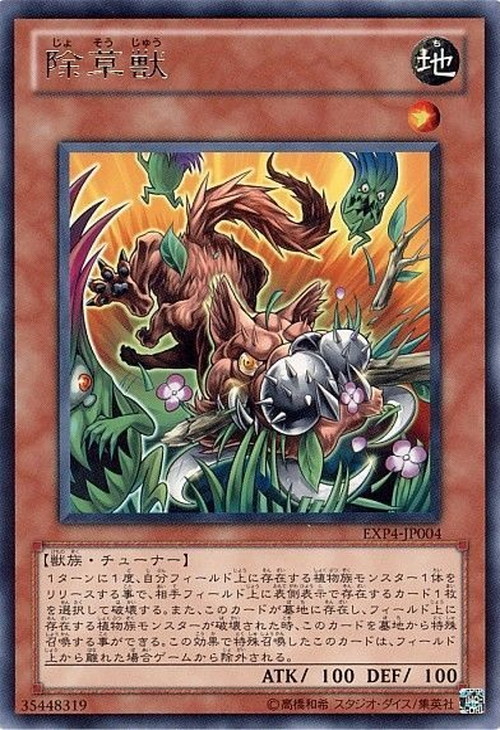 除草獣
地
EXP4-JP004
【獣族・チューナー】
1ターンに1度、自分フィールド上に存在する植物族モンスター1体を
リリースする事で、相手フィールド上に表側表示で存在するカード1枚
を選択して破壊する。また、このカードが墓地に存在し、フィールド上に
存在する植物族モンスターが破壊された時、このカードを墓地から特殊
召喚する事ができる。この効果で特殊召喚したこのカードは、フィールド
上から離れた場合ゲームから除外される。
ATK/ 100 DEF/ 100
35448319
©高橋和希 スタジオ・ダイス/集英社